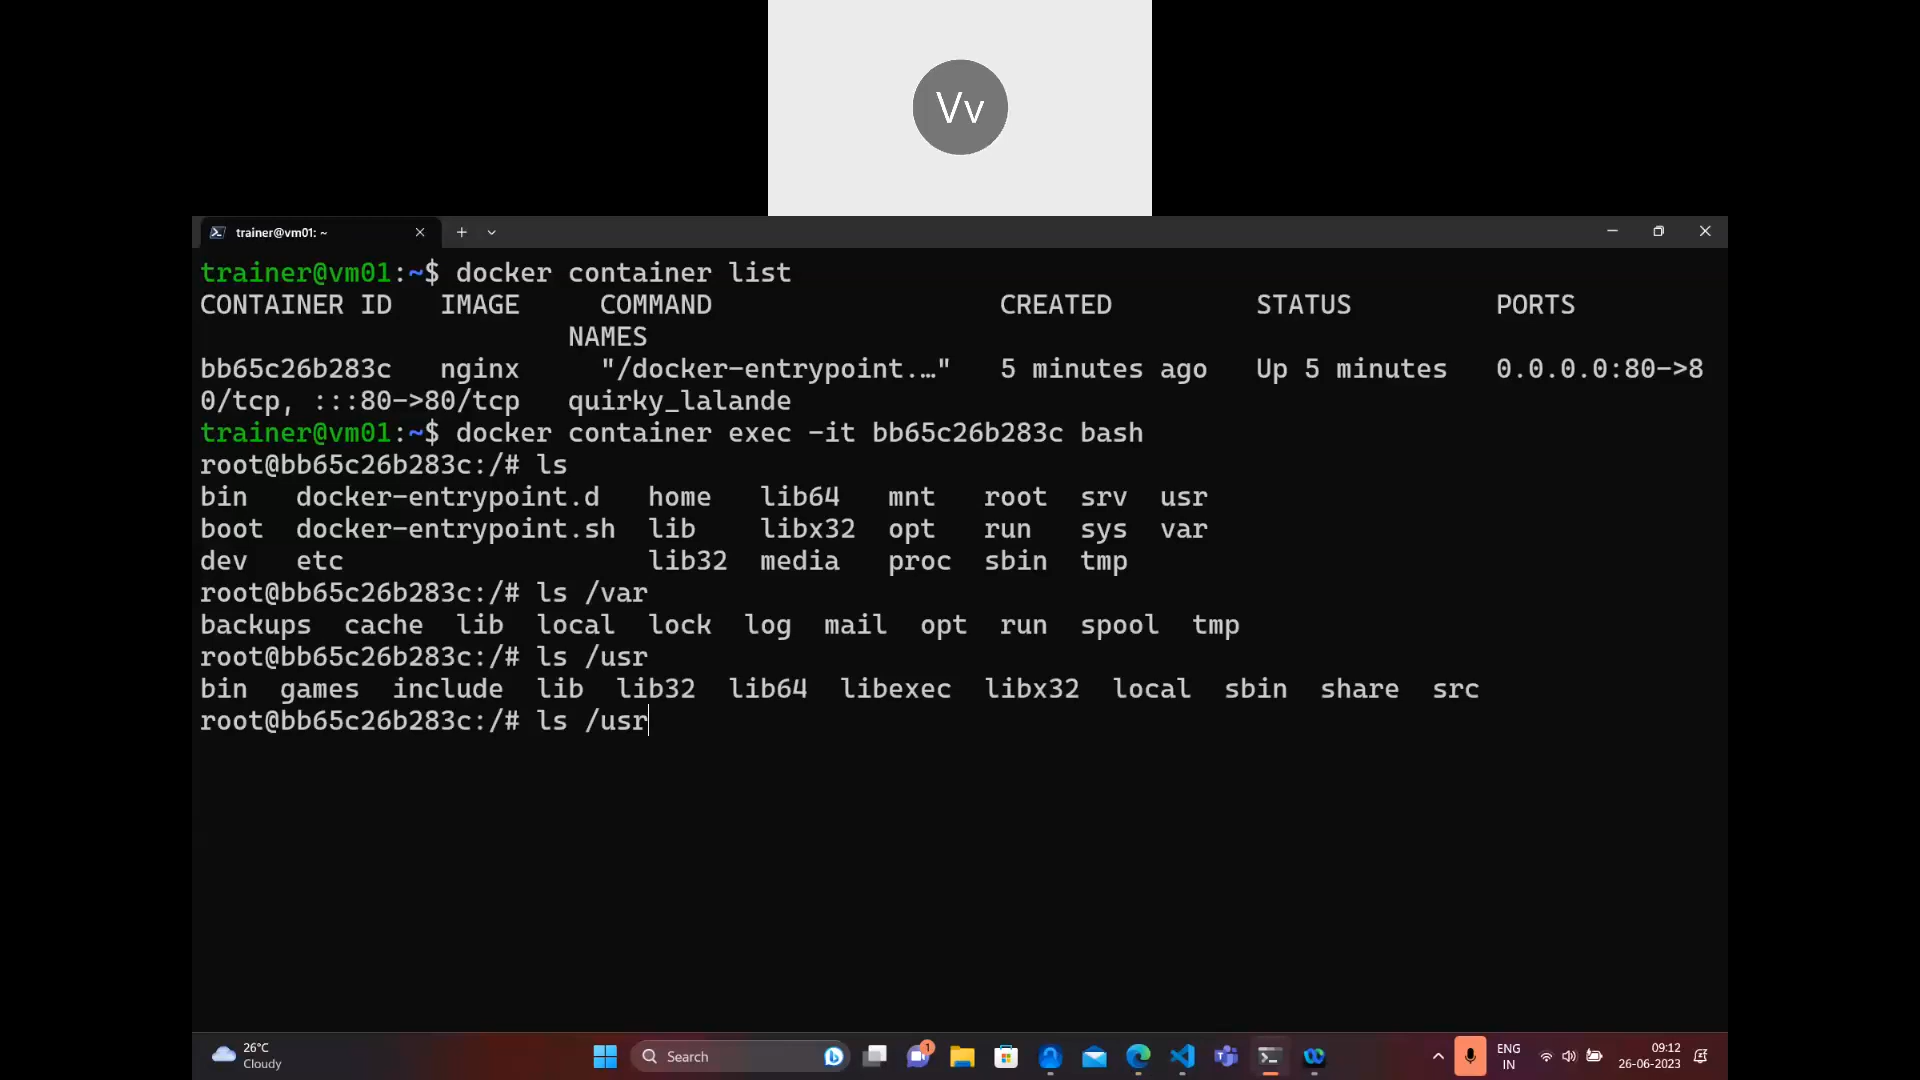 Vv
trainer@vm01: ~
trainer@vm01:~$ docker container list
CONTAINER ID   IMAGE     COMMAND                  CREATED         STATUS         PORTS
                       NAMES
bb65c26b283c   nginx     "/docker-entrypoint.…"   5 minutes ago   Up 5 minutes   0.0.0.0:80->8
0/tcp, :::80->80/tcp   quirky_lalande
trainer@vm01:~$ docker container exec -it bb65c26b283c bash
root@bb65c26b283c:/# ls
bin   docker-entrypoint.d   home   lib64   mnt   root  srv  usr
boot  docker-entrypoint.sh  lib    libx32  opt   run   sys  var
dev   etc                   lib32  media   proc  sbin  tmp
root@bb65c26b283c:/# ls /var
backups  cache  lib  local  lock  log  mail  opt  run  spool  tmp
root@bb65c26b283c:/# ls /usr
bin  games  include  lib  lib32  lib64  libexec  libx32  local  sbin  share  src
root@bb65c26b283c:/# ls /usr
26°C
Cloudy
Search
1
ENG
IN
09:12
26-06-2023